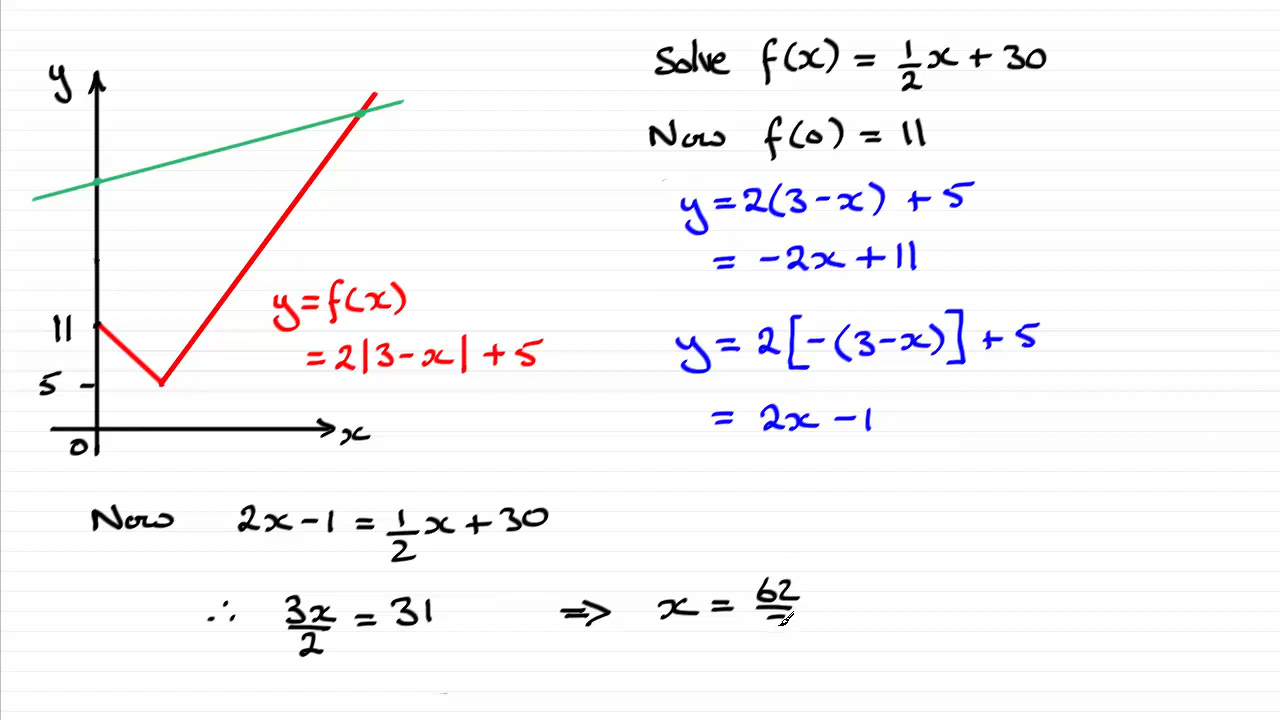 Solve f(x) = 1/2 x + 30
Now f(0) = 11
y = 2(3 - x) + 5
= -2x + 11
y = 2[-(3 - x)] + 5
= 2x - 1
y
11
5
0
x
y = f(x)
= 2|3 - x| + 5
Now 2x - 1 = 1/2 x + 30
∴ 3x/2 = 31 ⇒ x = 62/